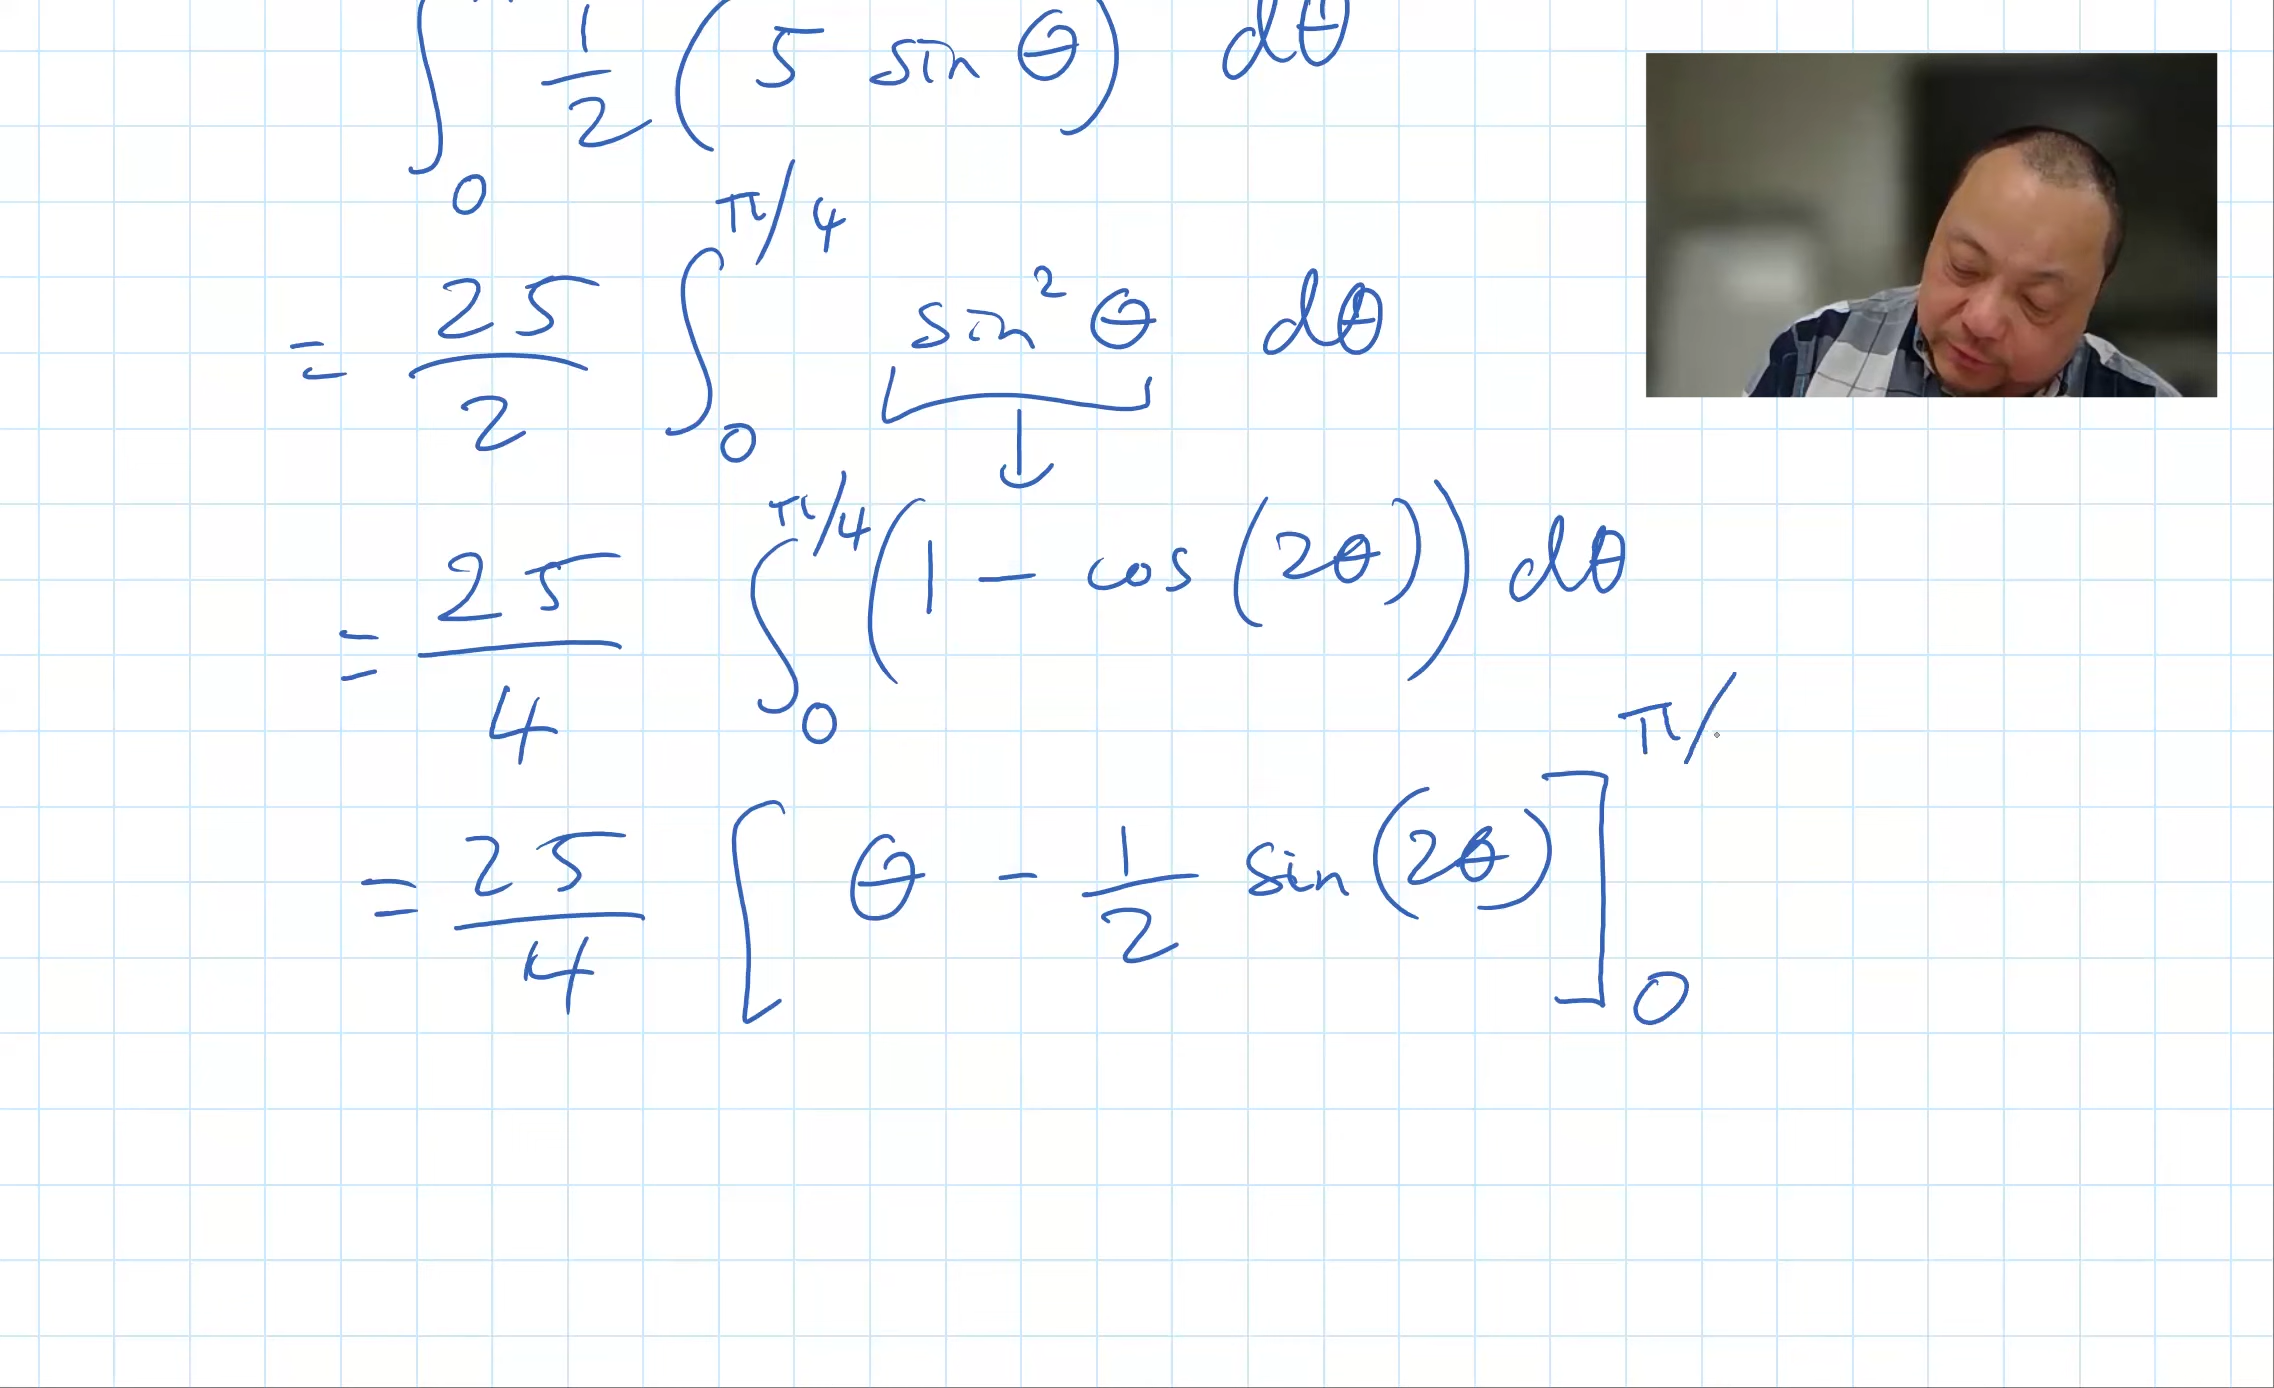 ∫₀ 1/2 (5 sin θ) dθ
= 25/2 ∫₀^π/4 sin² θ dθ
= 25/4 ∫₀^π/4 (1 − cos (2θ)) dθ
= 25/4 [θ − 1/2 sin (2θ)]₀^π/